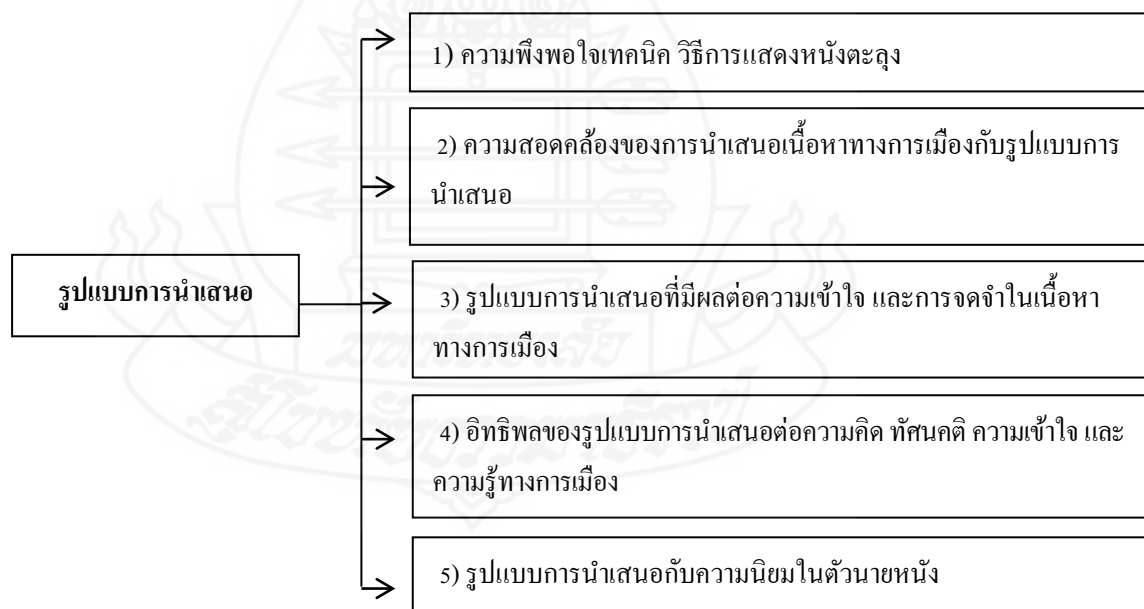 1) ความพึงพอใจเทคนิค วิธีการแสดงหนังตะลุง
2) ความสอดคล้องของการนำเสนอเนื้อหาทางการเมืองกับรูปแบบการ
นำเสนอ
รูปแบบการนำเสนอ
3) รูปแบบการนำเสนอที่มีผลต่อความเข้าใจ และการจดจำในเนื้อหา
ทางการเมือง
4) อิทธิพลของรูปแบบการนำเสนอต่อความคิด ทัศนคติ ความเข้าใจ และ
ความรู้ทางการเมือง
5) รูปแบบการนำเสนอกับความนิยมในตัวนายหนัง